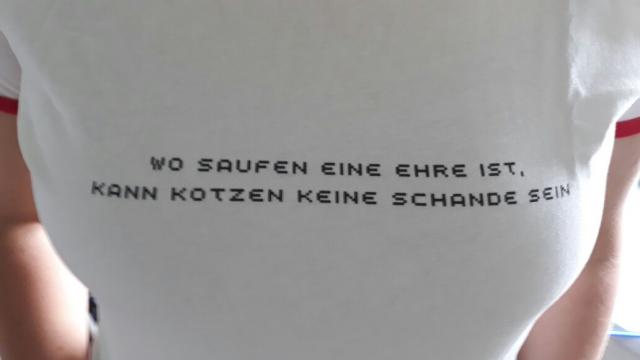 WO SAUFEN EINE EHRE IST,
KANN KOTZEN KEINE SCHANDE SEIN